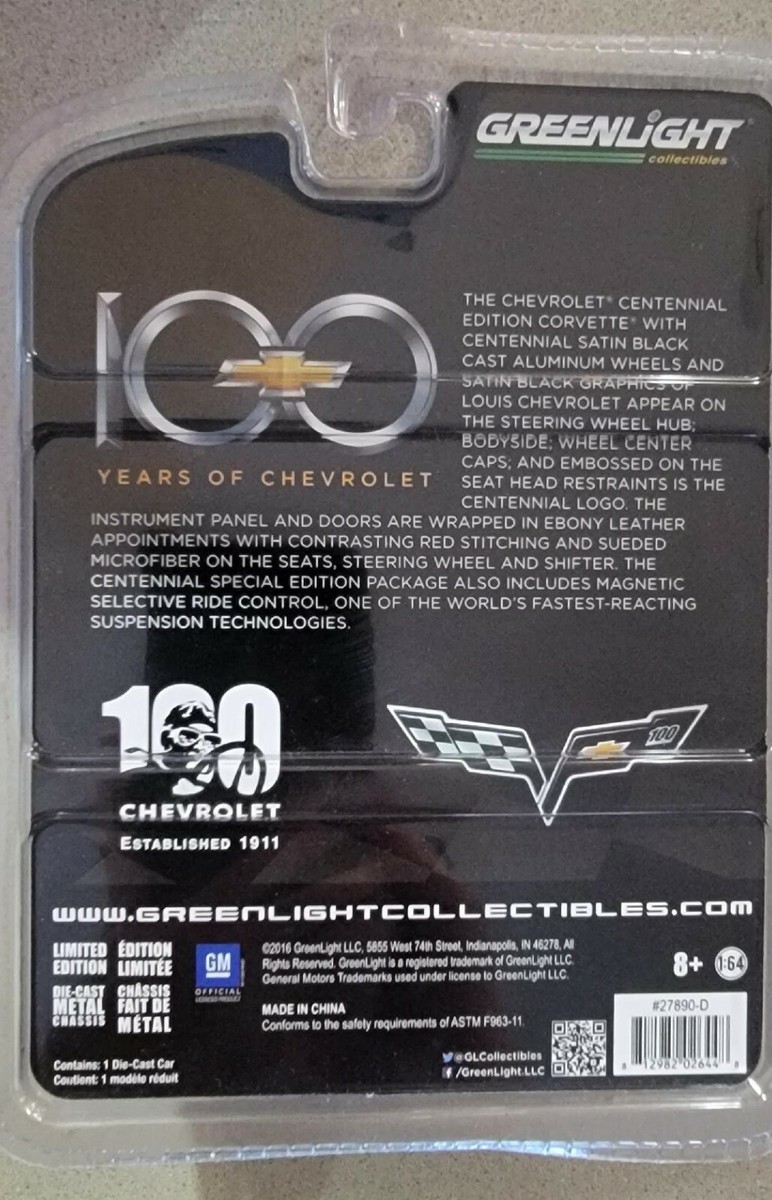 GREENLiGHT
collectibles
100
YEARS OF CHEVROLET
THE CHEVROLET® CENTENNIAL
EDITION CORVETTE® WITH
CENTENNIAL SATIN BLACK
CAST ALUMINUM WHEELS AND
SATIN BLACK GRAPHICS OF
LOUIS CHEVROLET APPEAR ON
THE STEERING WHEEL HUB;
BODYSIDE; WHEEL CENTER
CAPS; AND EMBOSSED ON THE
SEAT HEAD RESTRAINTS IS THE
CENTENNIAL LOGO. THE
INSTRUMENT PANEL AND DOORS ARE WRAPPED IN EBONY LEATHER
APPOINTMENTS WITH CONTRASTING RED STITCHING AND SUEDED
MICROFIBER ON THE SEATS, STEERING WHEEL AND SHIFTER. THE
CENTENNIAL SPECIAL EDITION PACKAGE ALSO INCLUDES MAGNETIC
SELECTIVE RIDE CONTROL, ONE OF THE WORLD'S FASTEST-REACTING
SUSPENSION TECHNOLOGIES.
100
CHEVROLET
ESTABLISHED 1911
100
www.GREENLIGHTCOLLECTIBLES.COM
LIMITED EDITION
ÉDITION LIMITÉE
DIE-CAST METAL CHASSIS
CHÂSSIS FAIT DE MÉTAL
GM
OFFICIAL
LICENSED PRODUCT
©2016 GreenLight LLC, 5855 West 74th Street, Indianapolis, IN 46278, All
Rights Reserved. GreenLight is a registered trademark of GreenLight LLC.
General Motors Trademarks used under license to GreenLight LLC.
MADE IN CHINA
Conforms to the safety requirements of ASTM F963-11.
8+
1:64
#27890-D
8 12982 02644 8
@GLCollectibles
/GreenLight.LLC
Contains: 1 Die-Cast Car
Contient: 1 modèle réduit